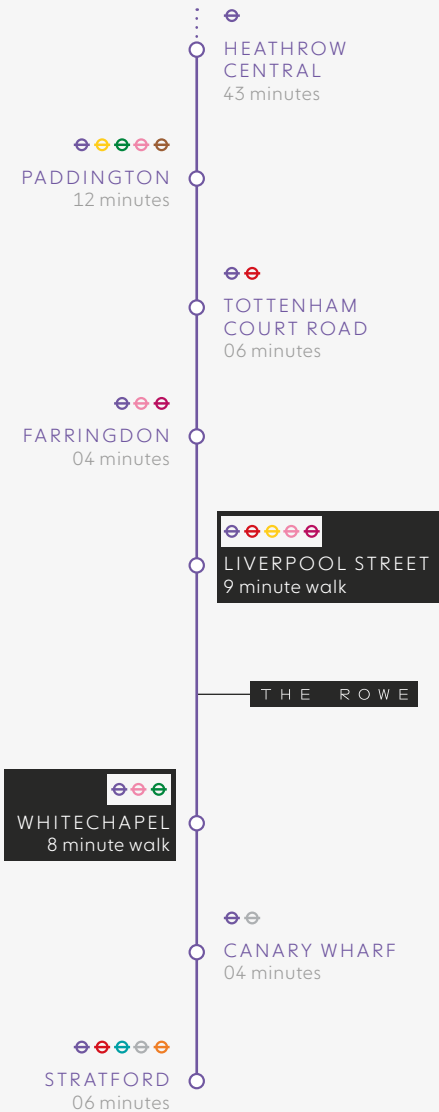 HEATHROW
CENTRAL
43 minutes
PADDINGTON
12 minutes
TOTTENHAM
COURT ROAD
06 minutes
FARRINGDON
04 minutes
LIVERPOOL STREET
9 minute walk
THE ROWE
WHITECHAPEL
8 minute walk
CANARY WHARF
04 minutes
STRATFORD
06 minutes